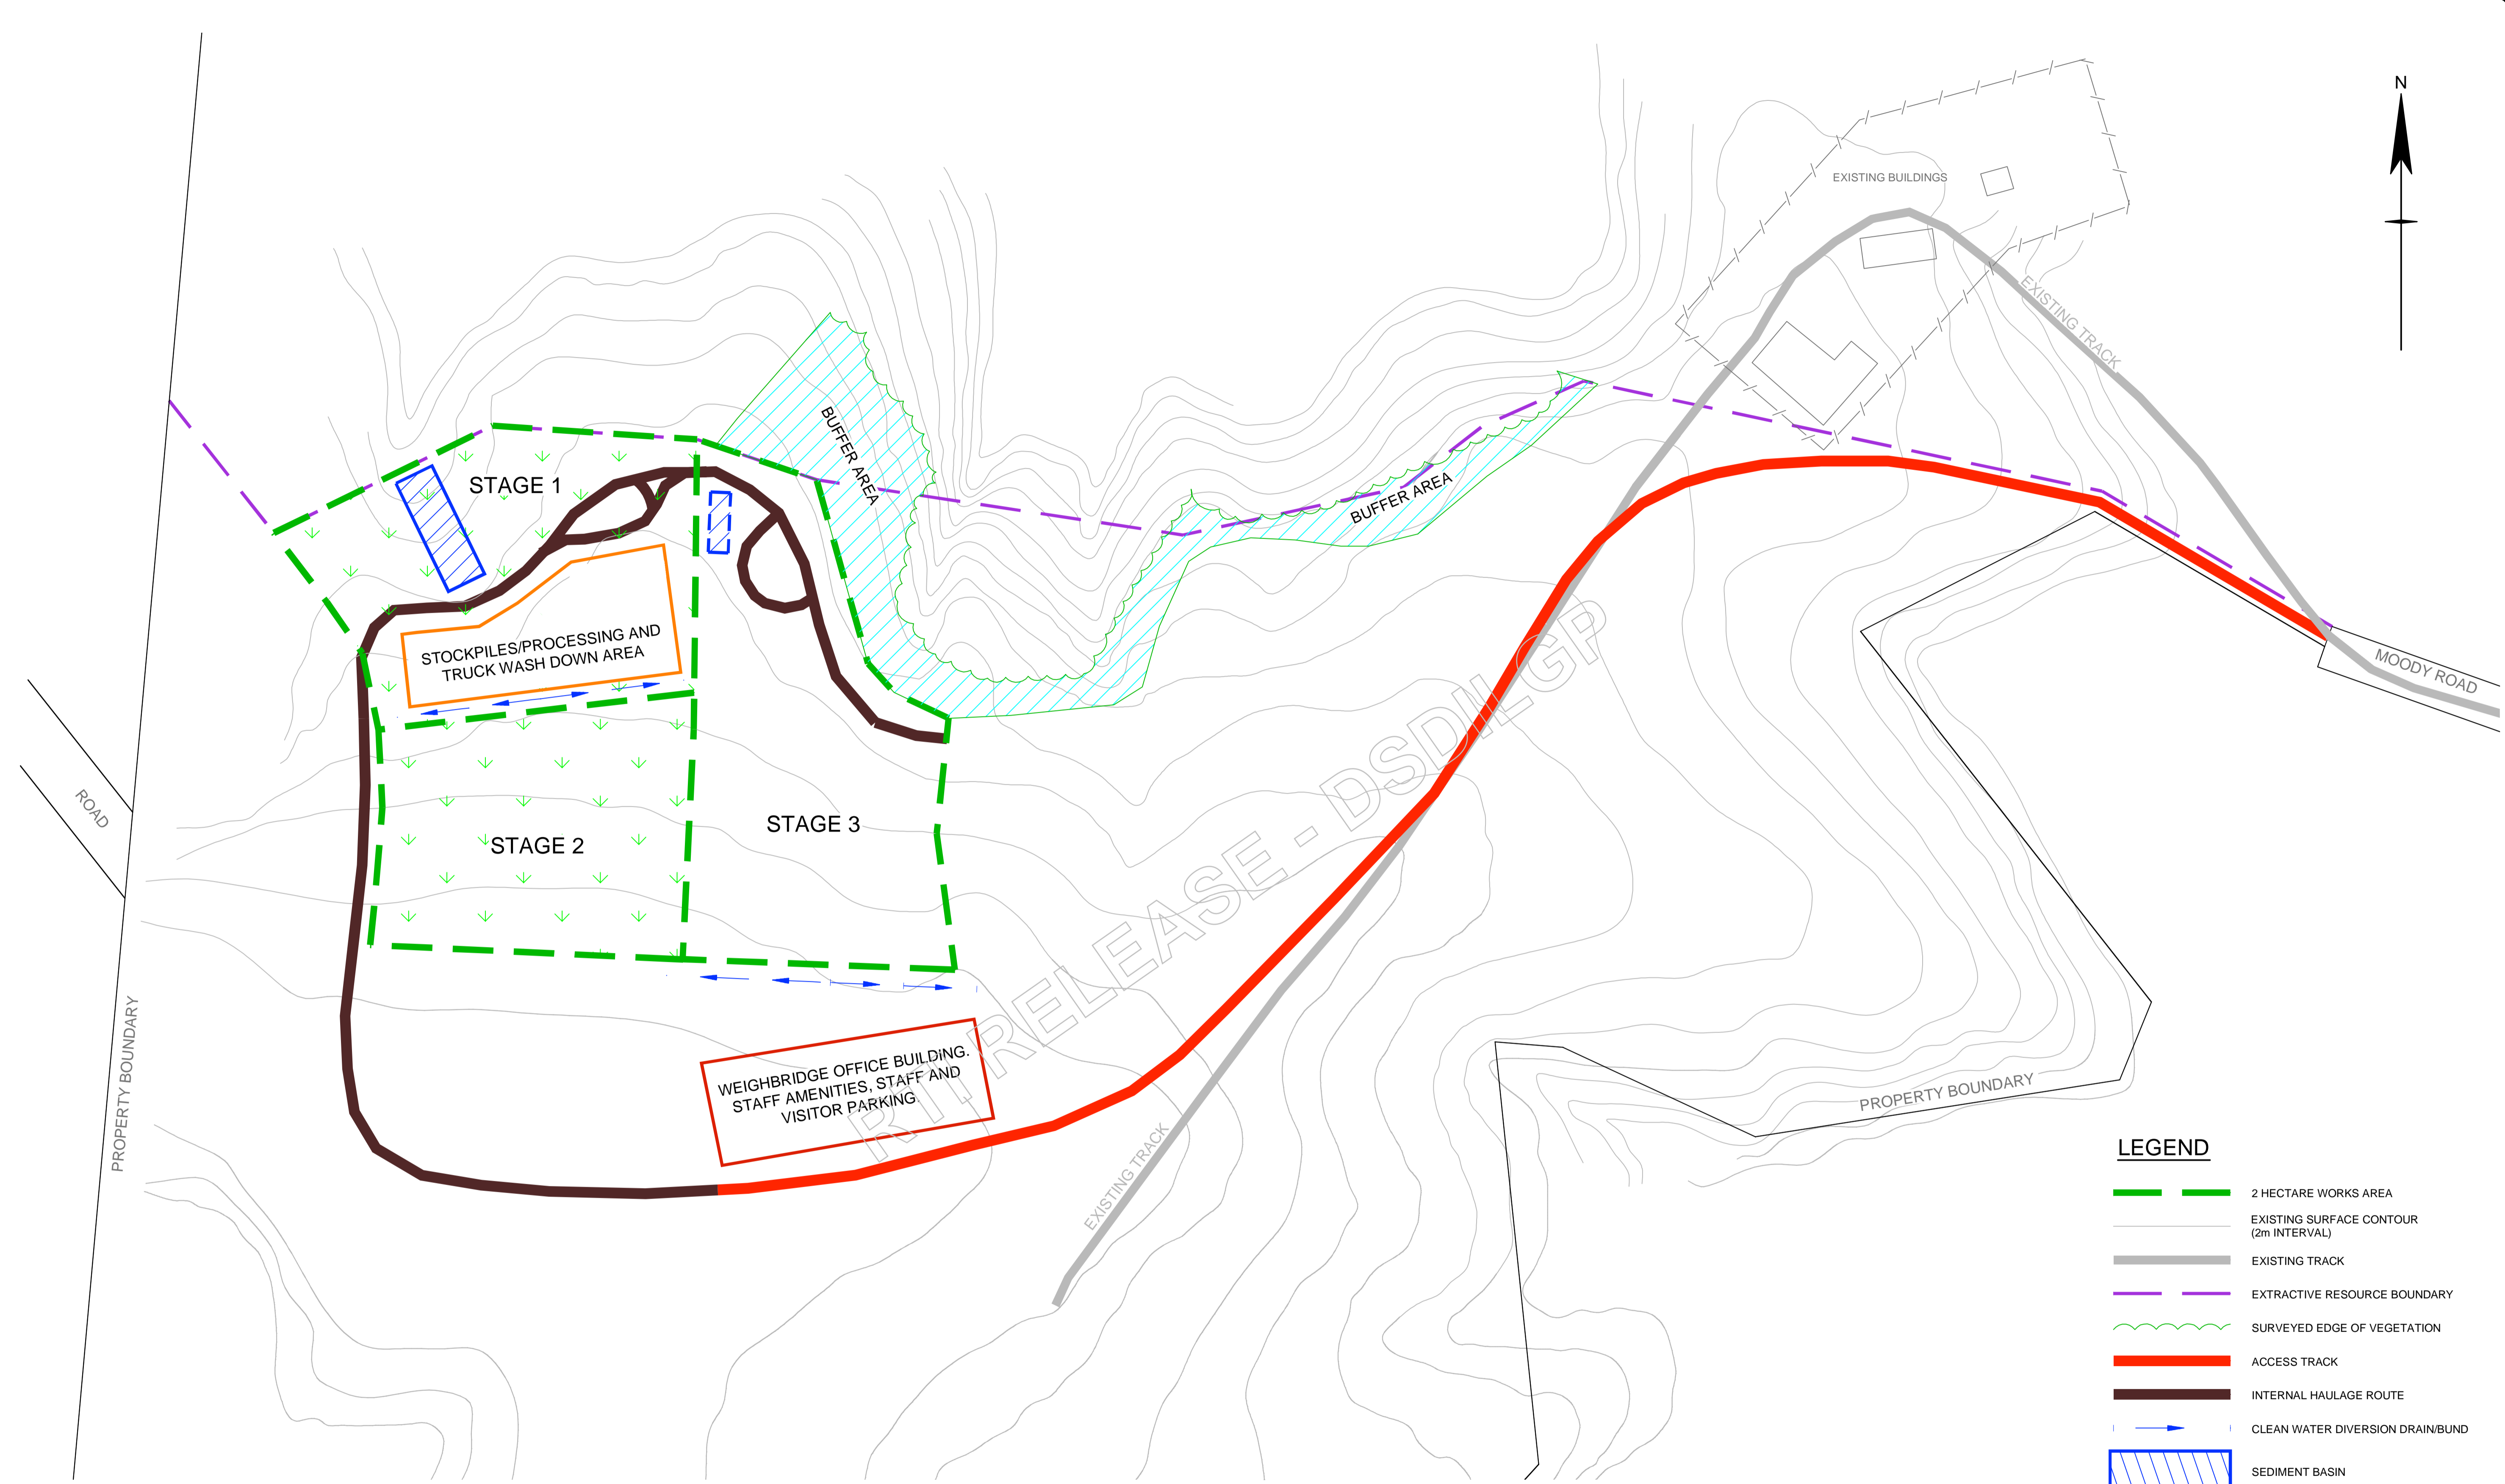 N
EXISTING BUILDINGS
EXISTING TRACK
BUFFER AREA
BUFFER AREA
STAGE 1
STOCKPILES/PROCESSING AND
TRUCK WASH DOWN AREA
MOODY ROAD
ROAD
STAGE 2
STAGE 3
RTI RELEASE - DSDILGP
WEIGHBRIDGE OFFICE BUILDING.
STAFF AMENITIES, STAFF AND
VISITOR PARKING.
PROPERTY BOUNDARY
EXISTING TRACK
PROPERTY BOUNDARY
LEGEND
2 HECTARE WORKS AREA
EXISTING SURFACE CONTOUR
(2m INTERVAL)
EXISTING TRACK
EXTRACTIVE RESOURCE BOUNDARY
SURVEYED EDGE OF VEGETATION
ACCESS TRACK
INTERNAL HAULAGE ROUTE
CLEAN WATER DIVERSION DRAIN/BUND
SEDIMENT BASIN